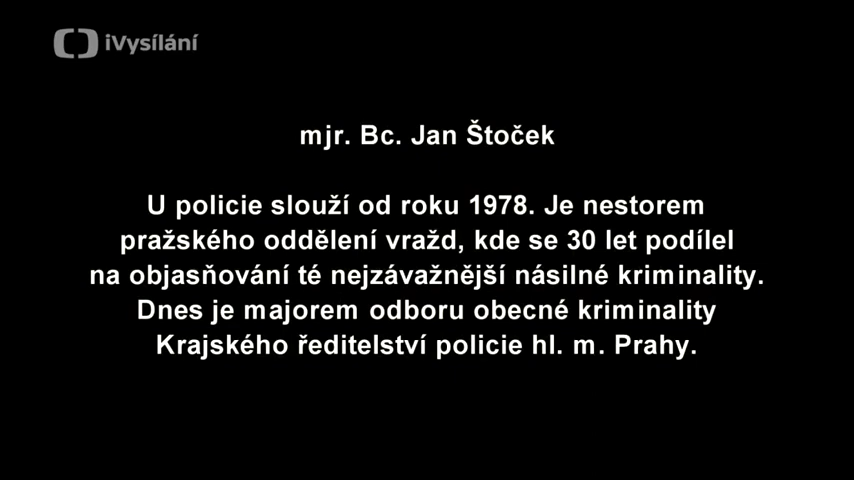 iVysílání
mjr. Bc. Jan Štoček
U policie slouží od roku 1978. Je nestorem
pražského oddělení vražd, kde se 30 let podílel
na objasňování té nejzávažnější násilné kriminality.
Dnes je majorem odboru obecné kriminality
Krajského ředitelství policie hl. m. Prahy.